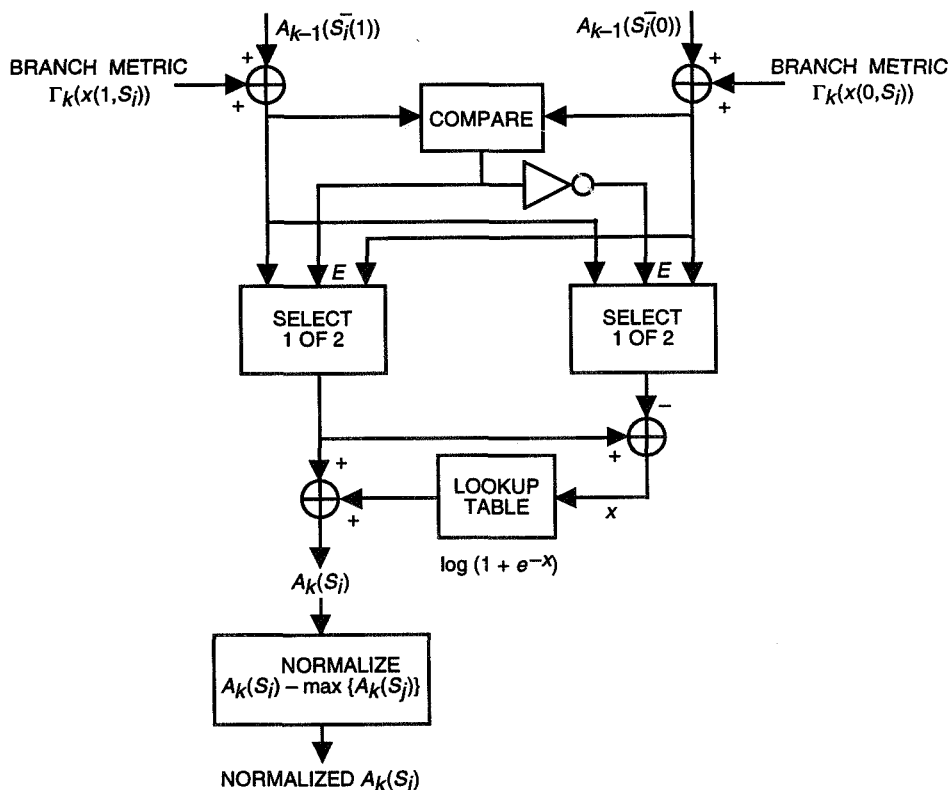 A_{k–1}(S_i^–(1))
A_{k–1}(S_i^–(0))
+
+
BRANCH METRIC
Γ_k(x(1,S_i))
+
BRANCH METRIC
Γ_k(x(0,S_i))
+
COMPARE
E
E
SELECT
1 OF 2
SELECT
1 OF 2
–
+
+
LOOKUP
TABLE
+
x
log (1 + e^{–x})
A_k(S_i)
NORMALIZE
A_k(S_i) – max {A_k(S_j)}
NORMALIZED A_k(S_i)